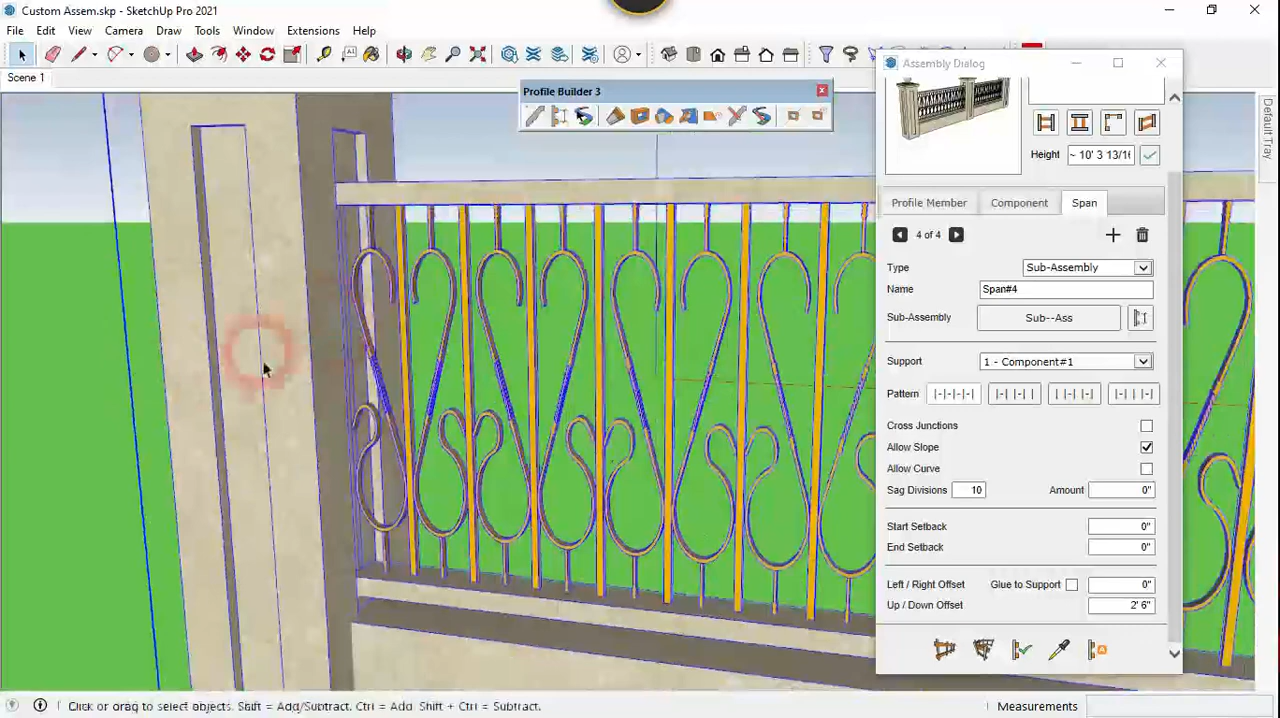 Custom Assem.skp - SketchUp Pro 2021
File Edit View Camera Draw Tools Window Extensions Help
Scene 1
Profile Builder 3
Assembly Dialog
Default Tray
Height ~ 10' 3 13/16
Profile Member Component Span
4 of 4
Type Sub-Assembly
Name Span#4
Sub-Assembly Sub--Ass
Support 1 - Component#1
Pattern
Cross Junctions
Allow Slope
Allow Curve
Sag Divisions 10 Amount 0"
Start Setback 0"
End Setback 0"
Left / Right Offset Glue to Support 0"
Up / Down Offset 2' 6"
Click or drag to select objects. Shift = Add/Subtract. Ctrl = Add. Shift + Ctrl = Subtract.
Measurements